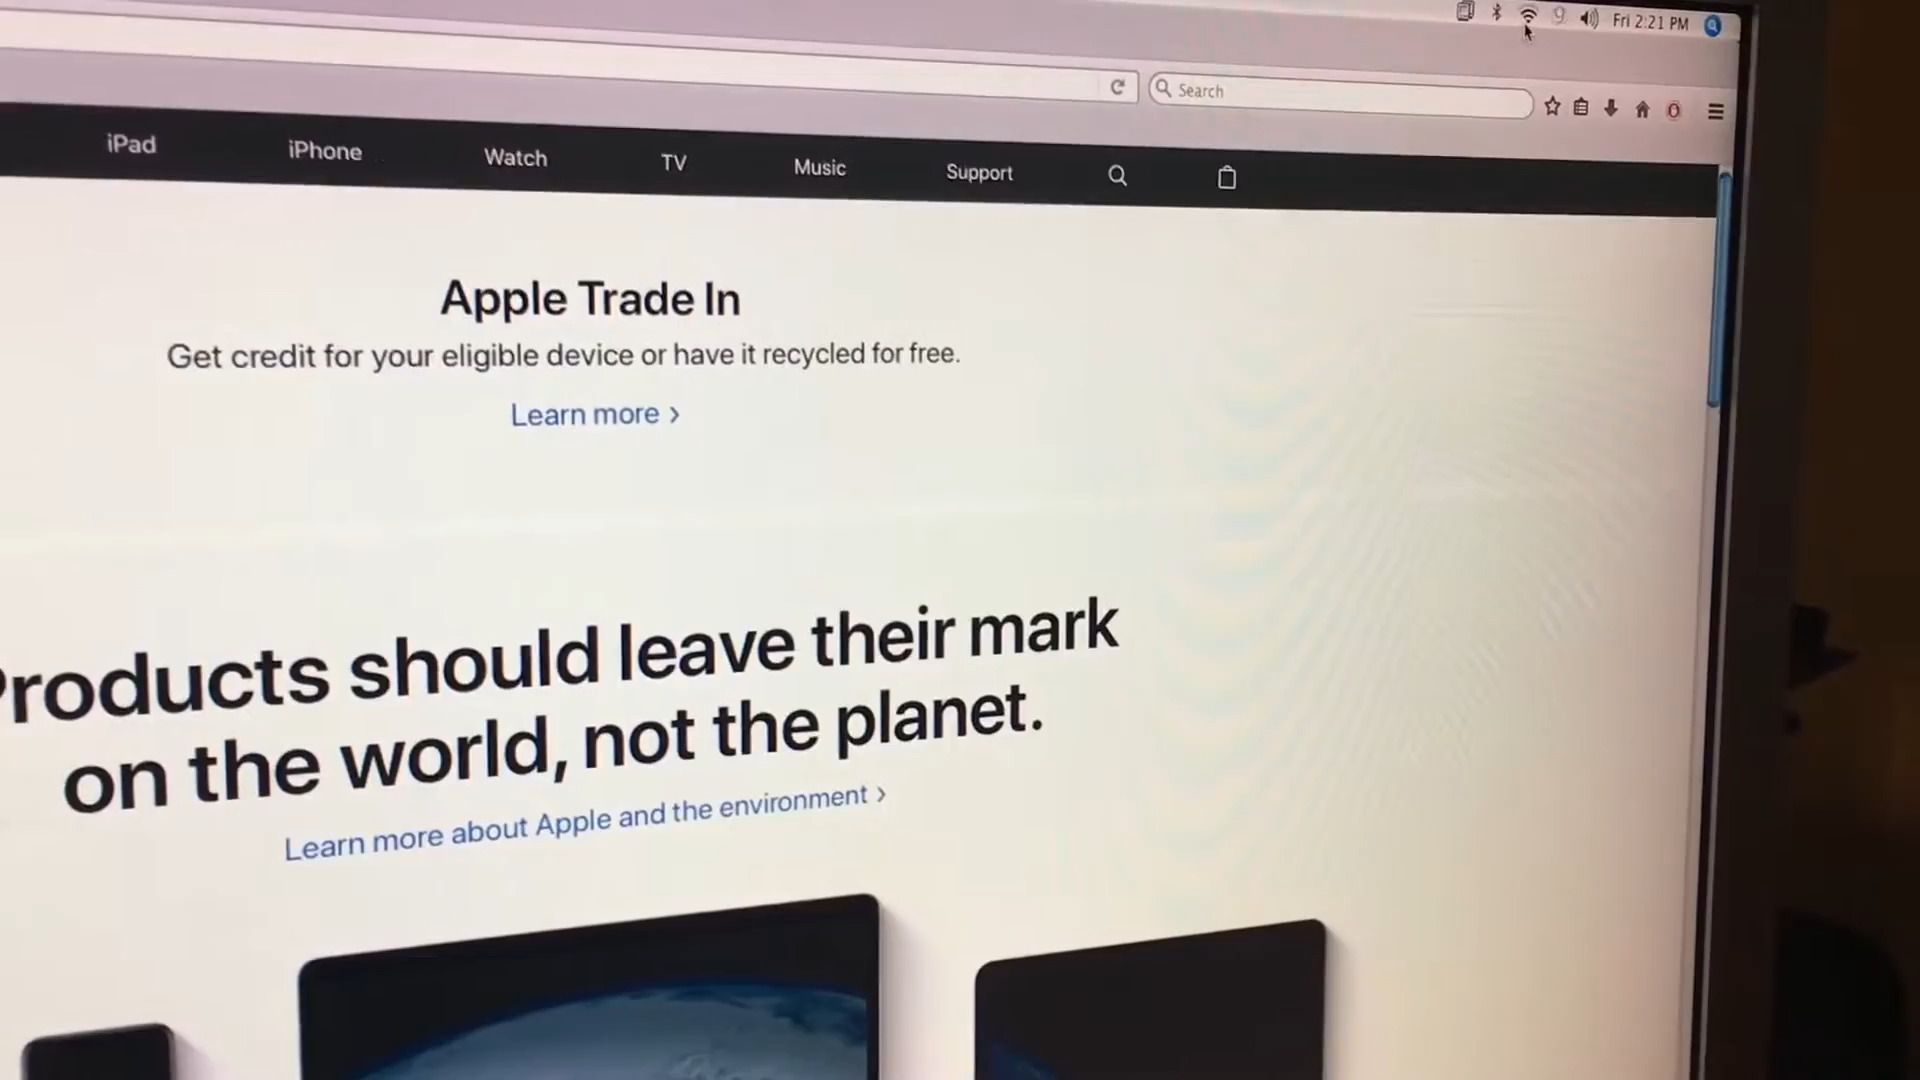 Fri 2:21 PM
Search
iPad iPhone Watch TV Music Support
Apple Trade In
Get credit for your eligible device or have it recycled for free.
Learn more >
Products should leave their mark
on the world, not the planet.
Learn more about Apple and the environment >